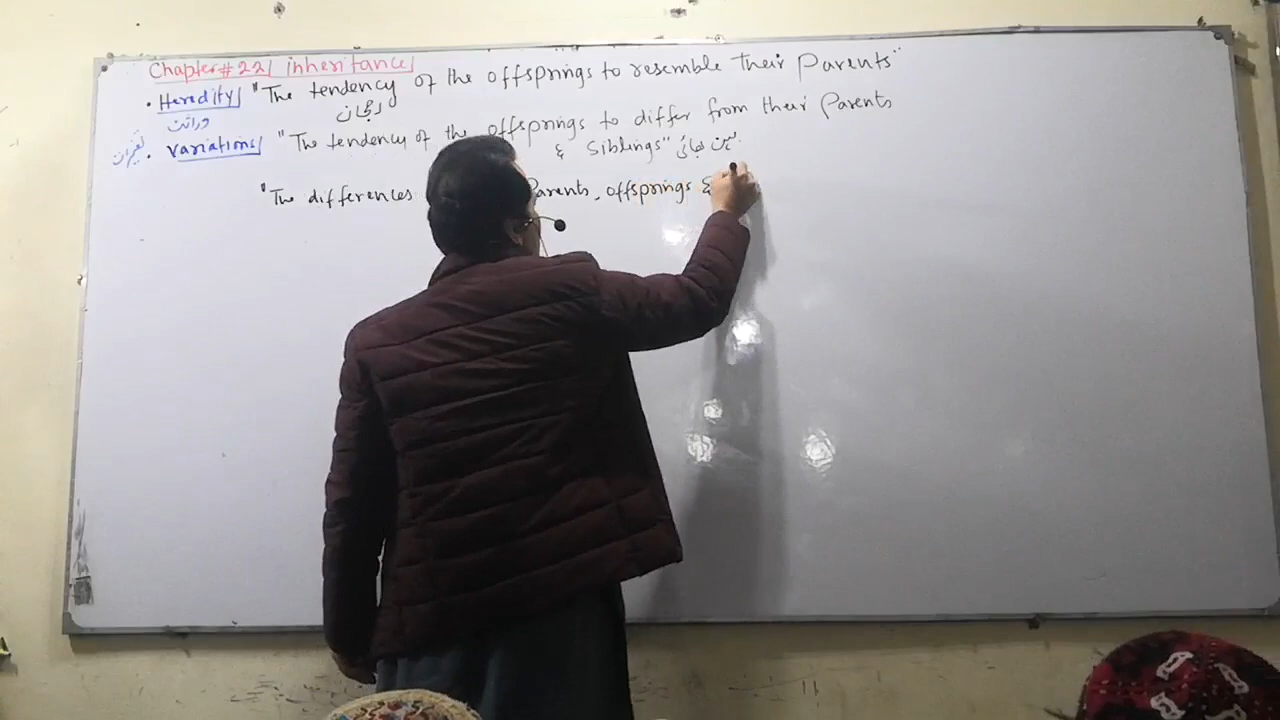 Chapter#22/ inheritance/
• Heredity/ "The tendency of the offsprings to resemble Their Parents"
وراثت رجحان
• variations/ "The tendency of the offsprings to differ from their Parents
تغیرات
& Siblings" بہن بھائی
"The differences Parents, offsprings &